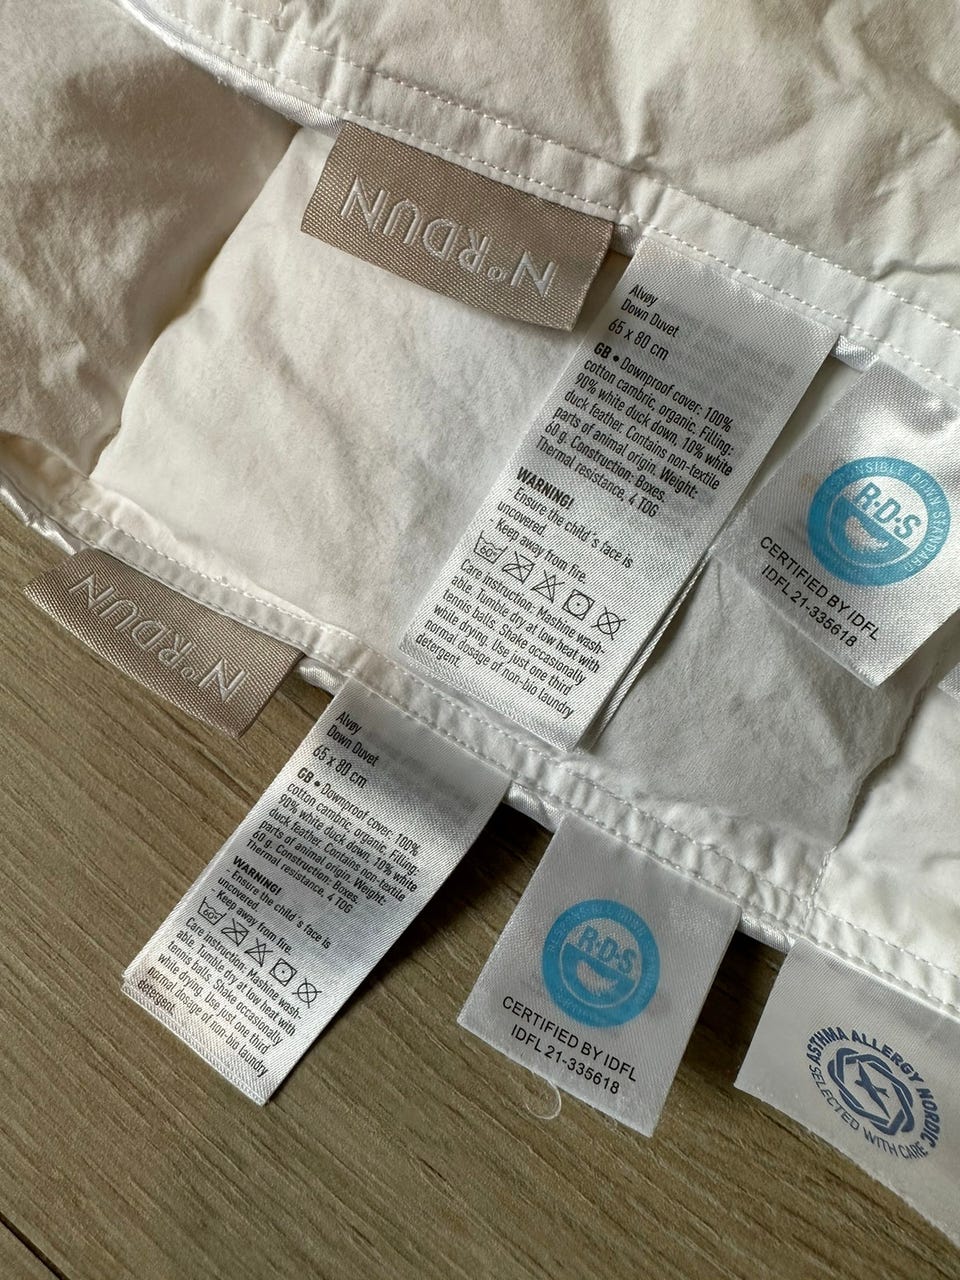 N°RDUN
Alvøy
Down Duvet
65 x 80 cm
GB • Downproof cover: 100%
cotton cambric, organic. Filling:
90% white duck down, 10% white
duck feather. Contains non-textile
parts of animal origin. Weight:
60 g. Construction: Boxes.
Thermal resistance, 4 TOG
WARNING!
- Ensure the child´s face is
uncovered.
- Keep away from fire.
60°
Care instruction: Mashine wash-
able. Tumble dry at low heat with
tennis balls. Shake occasionally
while drying. Use just one third
normal dosage of non-bio laundry
detergent.
RESPONSIBLE DOWN STANDARD
R·D·S
CERTIFIED BY IDFL
IDFL 21-335618
N°RDUN
Alvøy
Down Duvet
65 x 80 cm
GB • Downproof cover: 100%
cotton cambric, organic. Filling:
90% white duck down, 10% white
duck feather. Contains non-textile
parts of animal origin. Weight:
60 g. Construction: Boxes.
Thermal resistance 4 TOG
WARNING!
- Ensure the child´s face is
uncovered.
- Keep away from fire.
60°
Care instruction: Mashine wash-
able. Tumble dry at low heat with
tennis balls. Shake occasionally
while drying. Use just one third
normal dosage of non-bio laundry
detergent.
R·D·S
CERTIFIED BY IDFL
IDFL 21-335618
ASTHMA ALLERGY NORDIC
SELECTED WITH CARE